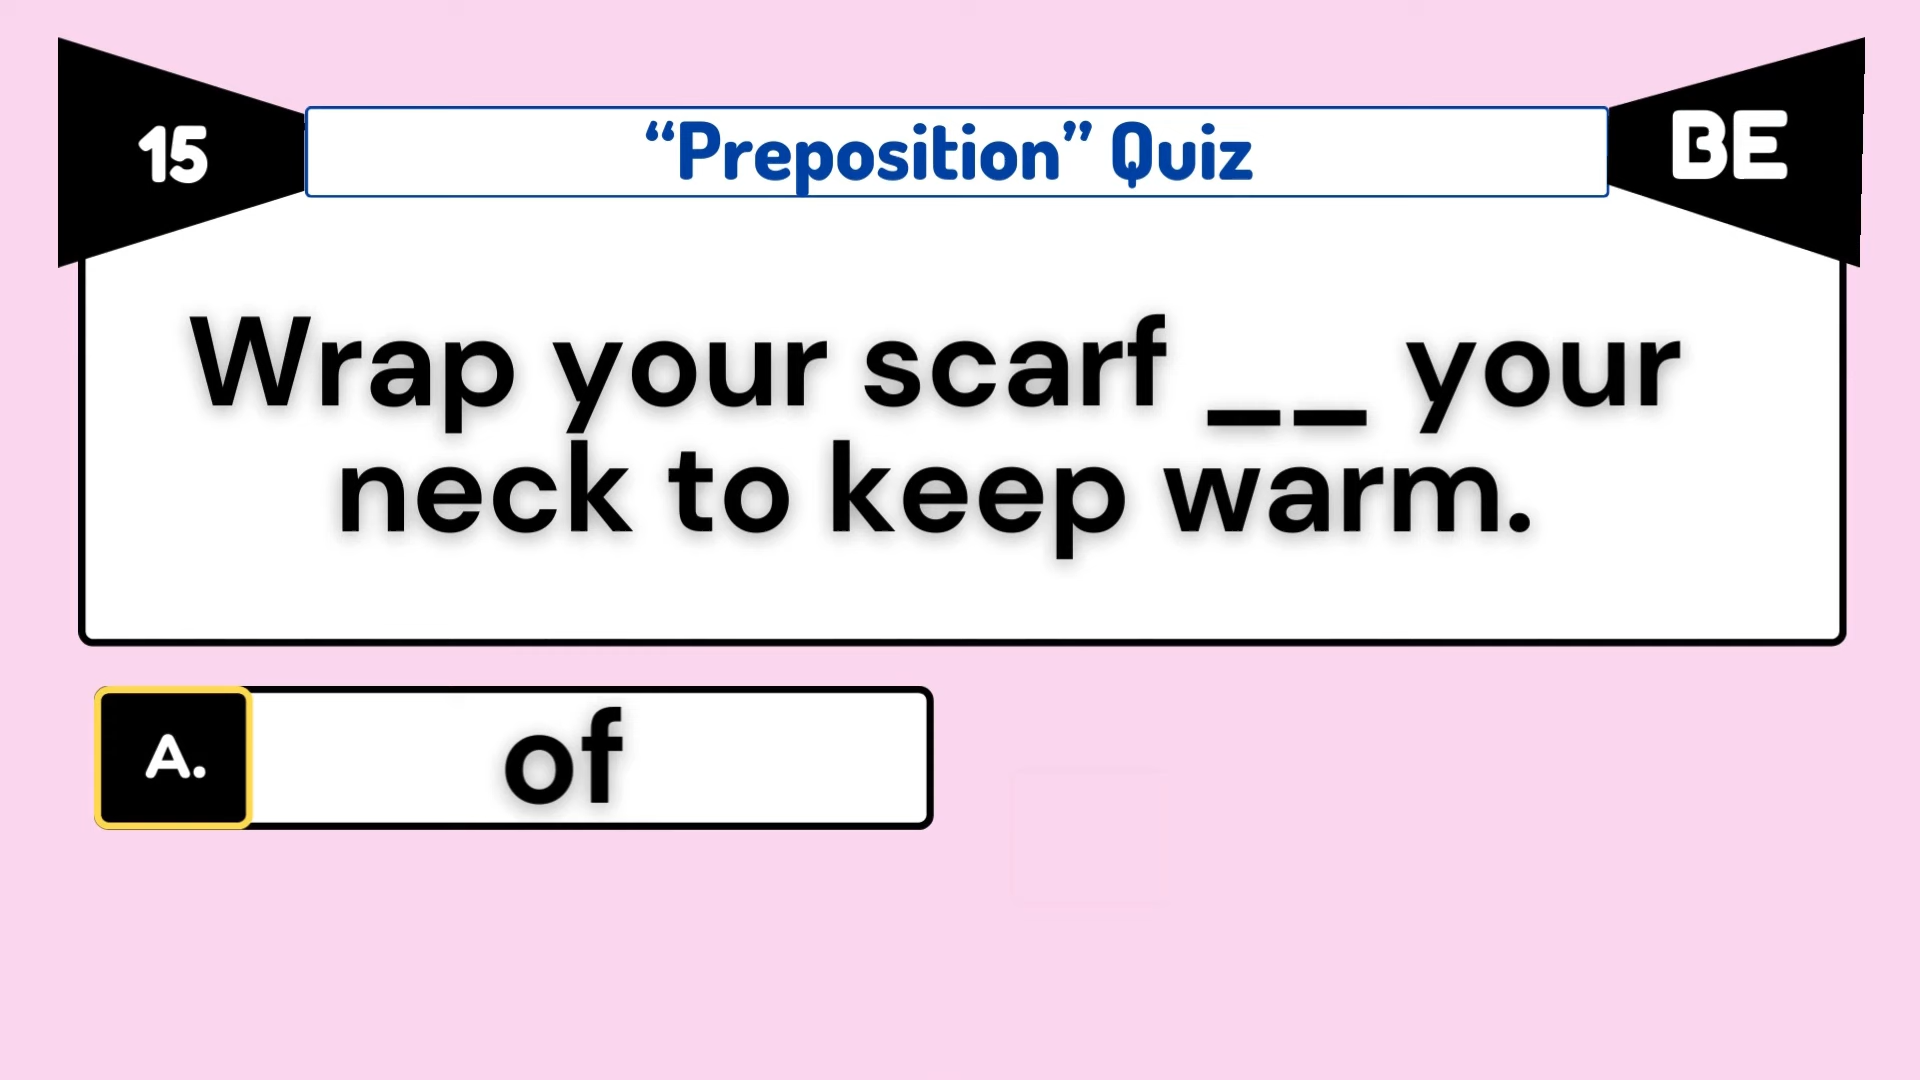 15
“Preposition” Quiz
BE
Wrap your scarf __ your
neck to keep warm.
A.
of